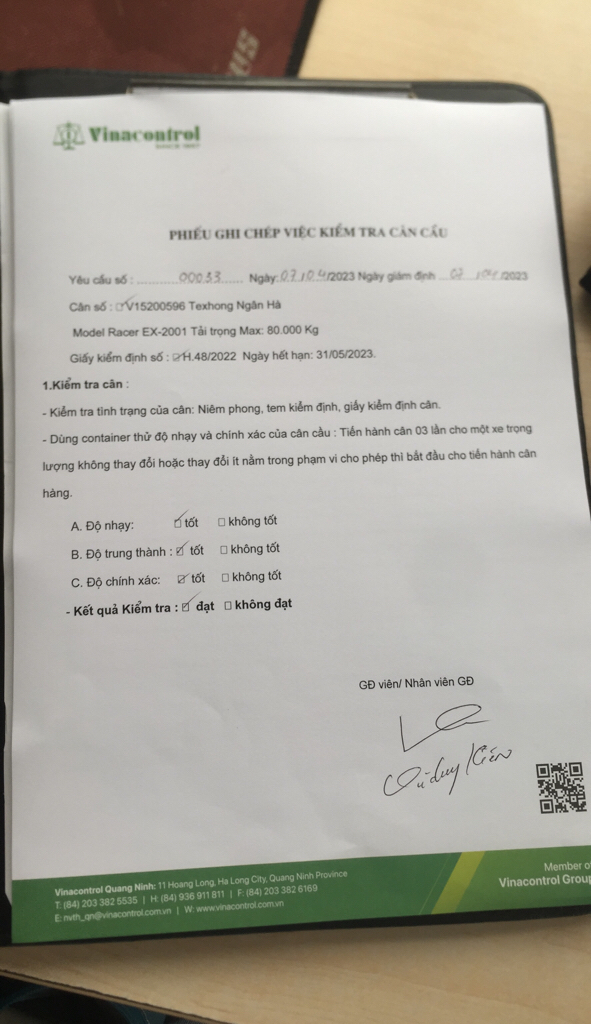 Vinacontrol
SINCE 1957
PHIẾU GHI CHÉP VIỆC KIỂM TRA CÂN CẨU
Yêu cầu số : ............ 00033 ...... Ngày: 07/04/2023 Ngày giám định ...07.../04/2023
Cân số : ☑V15200596 Texhong Ngân Hà
Model Racer EX-2001 Tải trọng Max: 80.000 Kg
Giấy kiểm định số : ☑H.48/2022 Ngày hết hạn: 31/05/2023.
1.Kiểm tra cân :
- Kiểm tra tình trạng của cân: Niêm phong, tem kiểm định, giấy kiểm định cân.
- Dùng container thử độ nhạy và chính xác của cân cầu : Tiến hành cân 03 lần cho một xe trọng
lượng không thay đổi hoặc thay đổi ít nằm trong phạm vi cho phép thì bắt đầu cho tiến hành cân
hàng.
A. Độ nhạy: ☑ tốt ☐ không tốt
B. Độ trung thành : ☑ tốt ☐ không tốt
C. Độ chính xác: ☑ tốt ☐ không tốt
- Kết quả Kiểm tra : ☑ đạt ☐ không đạt
GĐ viên/ Nhân viên GĐ
Duy Kiên
Vinacontrol Quang Ninh: 11 Hoang Long, Ha Long City, Quang Ninh Province
T: (84) 203 382 5535 | H: (84) 936 911 811 | F: (84) 203 382 6169
E: nvth_qn@vinacontrol.com.vn | W: www.vinacontrol.com.vn
Member of
Vinacontrol Group